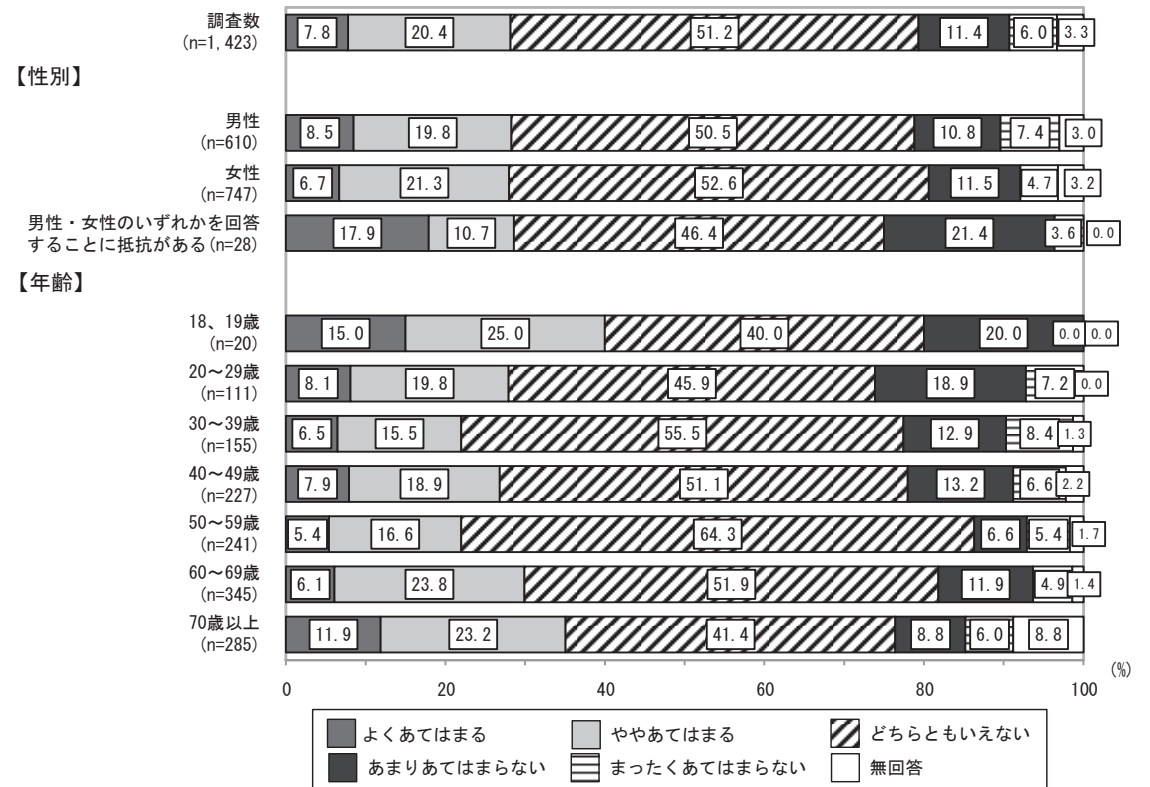 調査数
(n=1,423)
7.8 20.4 51.2 11.4 6.0 3.3
【性別】
男性
(n=610)
8.5 19.8 50.5 10.8 7.4 3.0
女性
(n=747)
6.7 21.3 52.6 11.5 4.7 3.2
男性・女性のいずれかを回答
することに抵抗がある(n=28)
17.9 10.7 46.4 21.4 3.6 0.0
【年齢】
18、19歳
(n=20)
15.0 25.0 40.0 20.0 0.0 0.0
20～29歳
(n=111)
8.1 19.8 45.9 18.9 7.2 0.0
30～39歳
(n=155)
6.5 15.5 55.5 12.9 8.4 1.3
40～49歳
(n=227)
7.9 18.9 51.1 13.2 6.6 2.2
50～59歳
(n=241)
5.4 16.6 64.3 6.6 5.4 1.7
60～69歳
(n=345)
6.1 23.8 51.9 11.9 4.9 1.4
70歳以上
(n=285)
11.9 23.2 41.4 8.8 6.0 8.8
(%)
0 20 40 60 80 100
よくあてはまる ややあてはまる どちらともいえない
あまりあてはまらない まったくあてはまらない 無回答